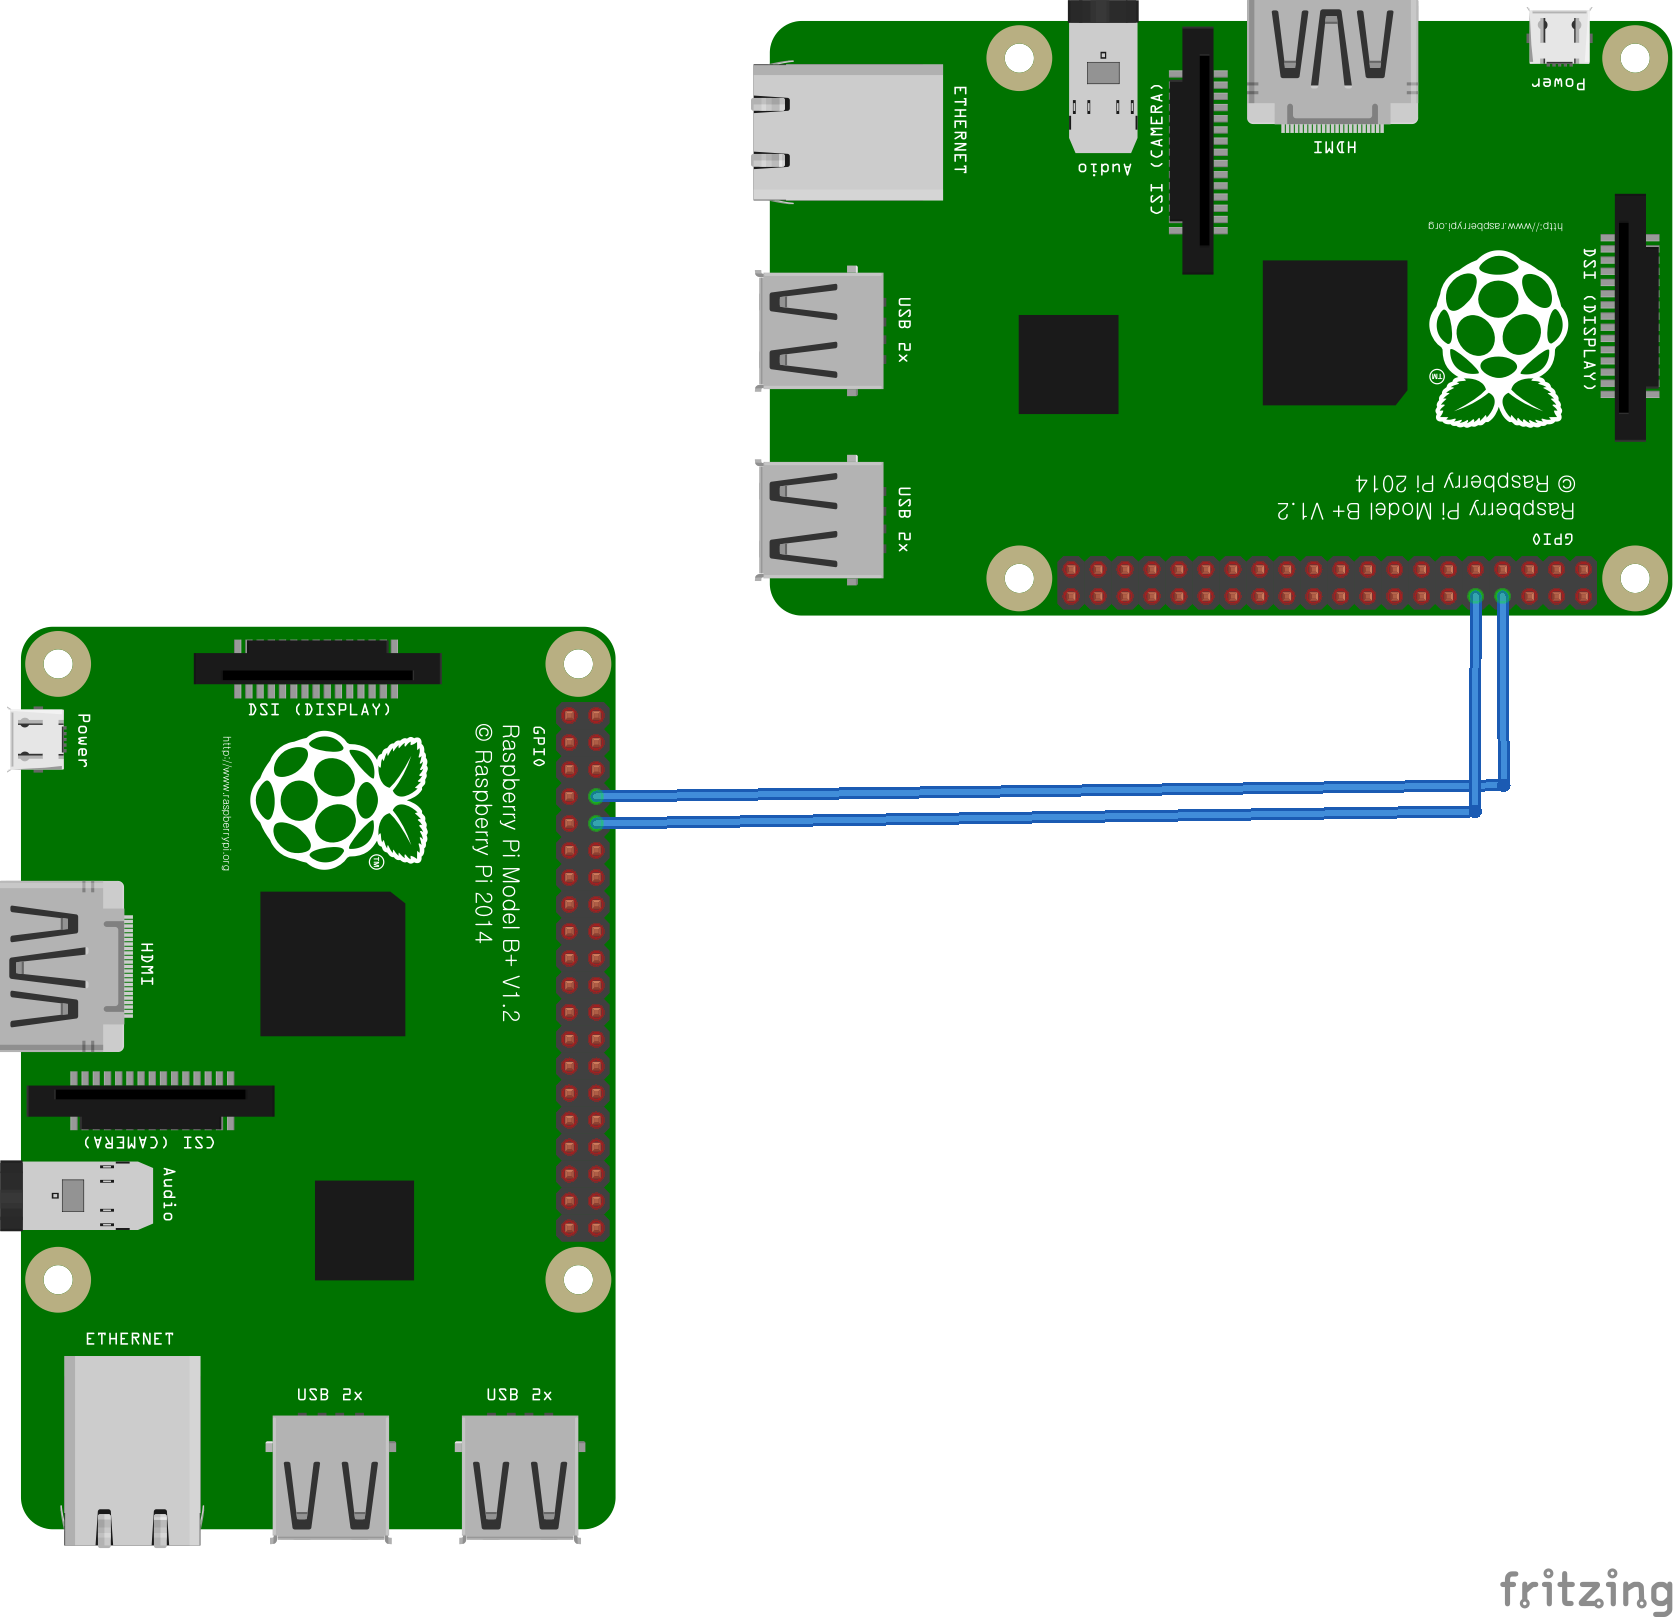 ETHERNET
Audio
CSI (CAMERA)
HDMI
Power
http://www.raspberrypi.org
DSI (DISPLAY)
TM
USB 2x
USB 2x
© Raspberry Pi 2014
Raspberry Pi Model B+ V1.2
GPIO
DSI (DISPLAY)
Power
http://www.raspberrypi.org
TM
GPIO
Raspberry Pi Model B+ V1.2
© Raspberry Pi 2014
HDMI
CSI (CAMERA)
Audio
ETHERNET
USB 2x
USB 2x
fritzing